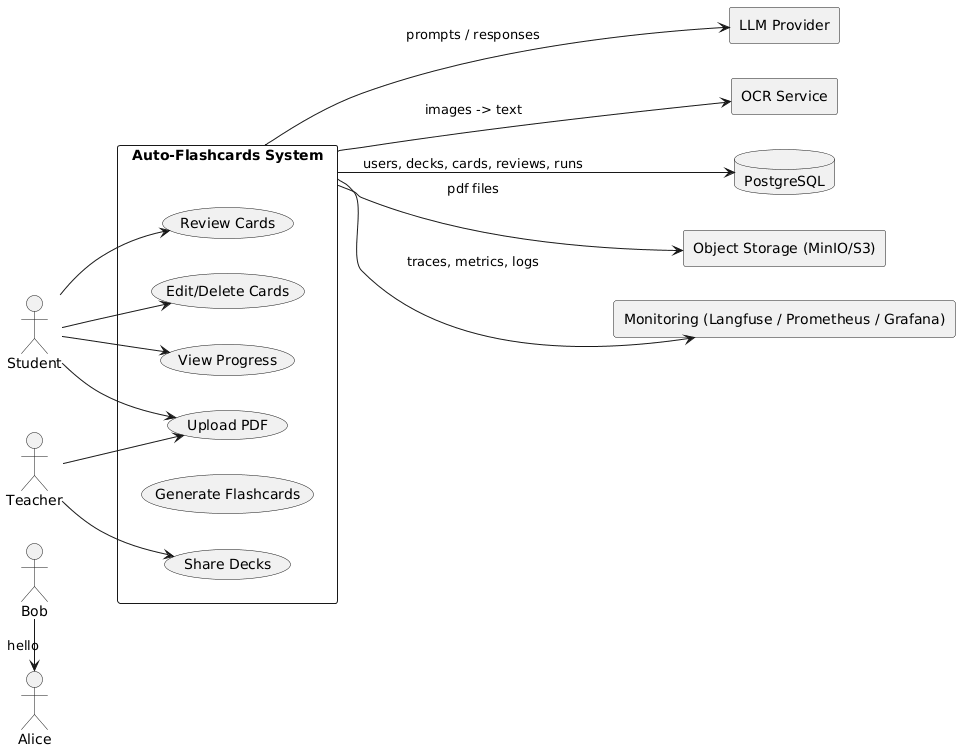 LLM Provider
prompts / responses
OCR Service
images -> text
Auto-Flashcards System
users, decks, cards, reviews, runs
PostgreSQL
pdf files
Review Cards
Object Storage (MinIO/S3)
traces, metrics, logs
Edit/Delete Cards
Monitoring (Langfuse / Prometheus / Grafana)
Student
View Progress
Upload PDF
Teacher
Generate Flashcards
Share Decks
Bob
hello
Alice